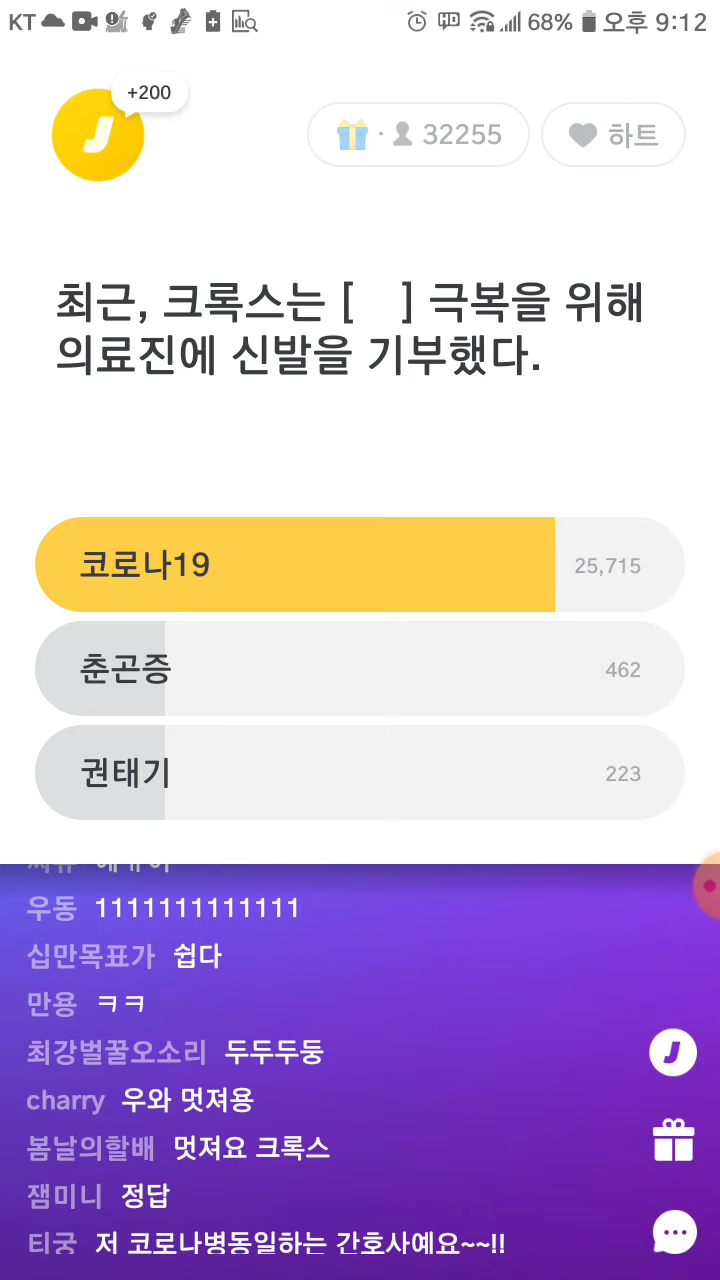 KT
HD
68%
오후 9:12
J
+200
· 32255
하트
최근, 크록스는 [ ] 극복을 위해
의료진에 신발을 기부했다.
코로나19
25,715
춘곤증
462
권태기
223
우동 1111111111111
십만목표가 쉽다
만용 ㅋㅋ
최강벌꿀오소리 두두두둥
charry 우와 멋져용
봄날의할배 멋져요 크록스
잼미니 정답
티궁 저 코로나병동일하는 간호사예요~~!!